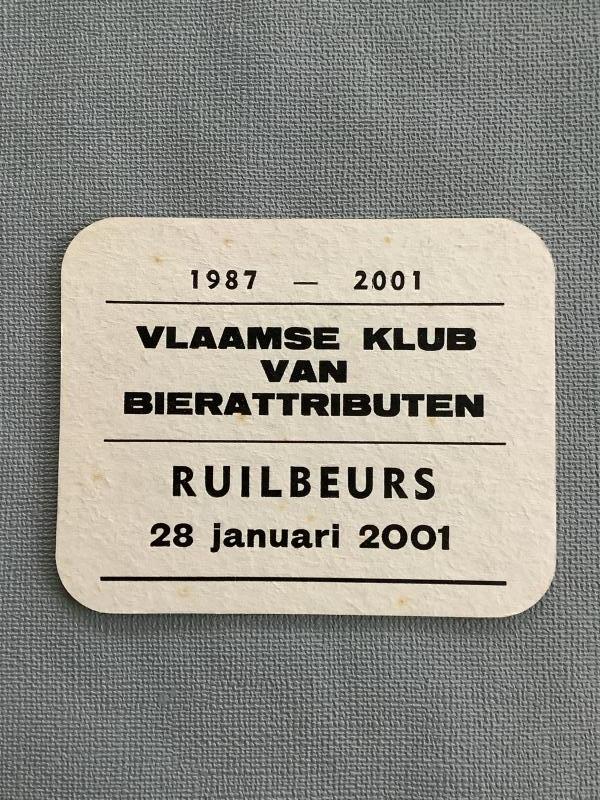 1987 — 2001
VLAAMSE KLUB
VAN
BIERATTRIBUTEN
RUILBEURS
28 januari 2001